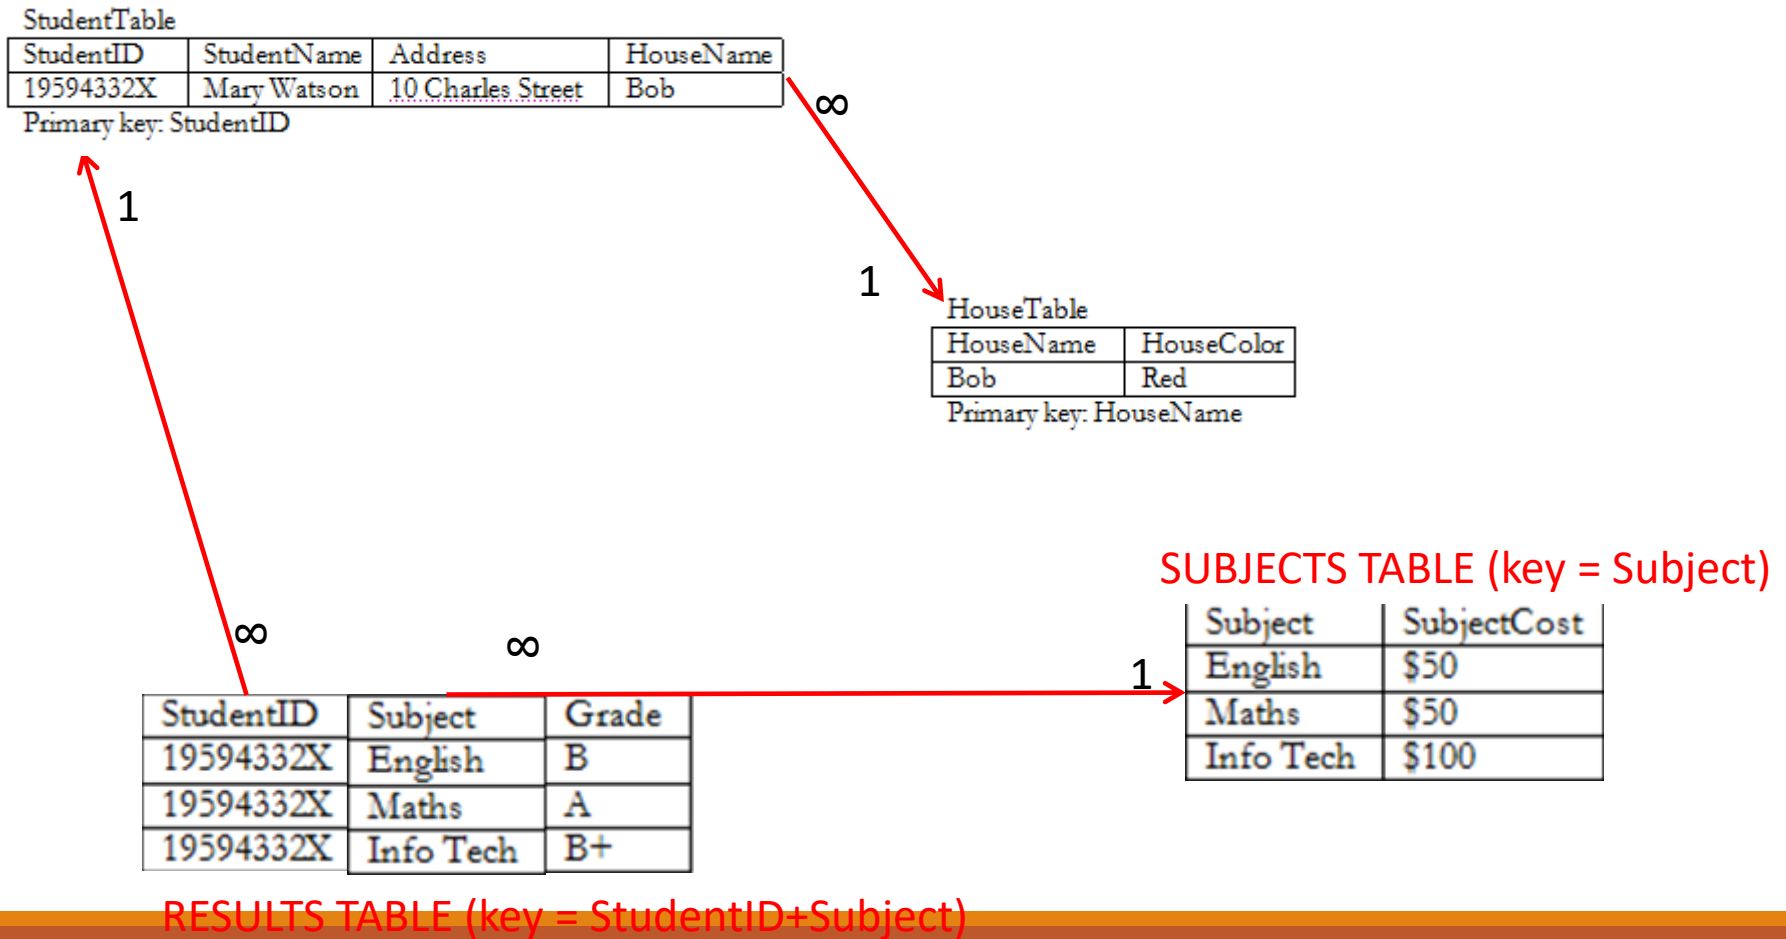 StudentTable
StudentID StudentName Address HouseName
19594332X Mary Watson 10 Charles Street Bob
Primary key: StudentID
∞
1
1
HouseTable
HouseName HouseColor
Bob Red
Primary key: HouseName
SUBJECTS TABLE (key = Subject)
Subject SubjectCost
English $50
Maths $50
Info Tech $100
∞
∞
1
StudentID Subject Grade
19594332X English B
19594332X Maths A
19594332X Info Tech B+
RESULTS TABLE (key = StudentID+Subject)